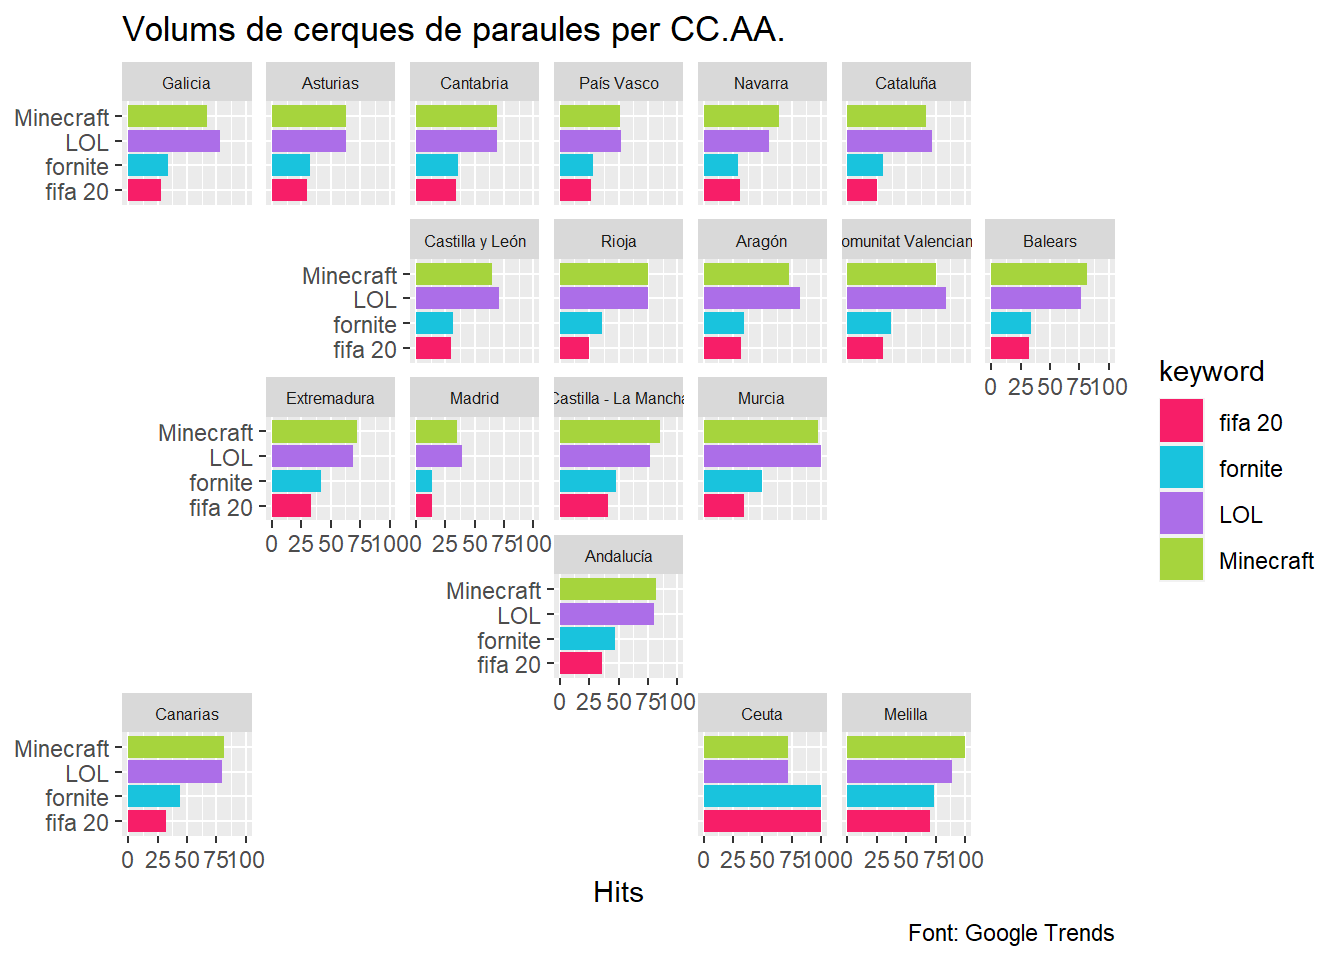 Volums de cerques de paraules per CC.AA.
Galicia Asturias Cantabria País Vasco Navarra Cataluña
Minecraft
LOL
fornite
fifa 20
Castilla y León Rioja Aragón omunitat Valencian Balears
Minecraft
LOL
fornite
fifa 20
0 25 50 75 100
Extremadura Madrid Castilla - La Mancha Murcia
Minecraft
LOL
fornite
fifa 20
0 25 50 75 100 0 25 50 75 100
Andalucía
Minecraft
LOL
fornite
fifa 20
0 25 50 75 100
Canarias Ceuta Melilla
Minecraft
LOL
fornite
fifa 20
0 25 50 75 100 0 25 50 75 100 0 25 50 75 100
Hits
keyword
fifa 20
fornite
LOL
Minecraft
Font: Google Trends